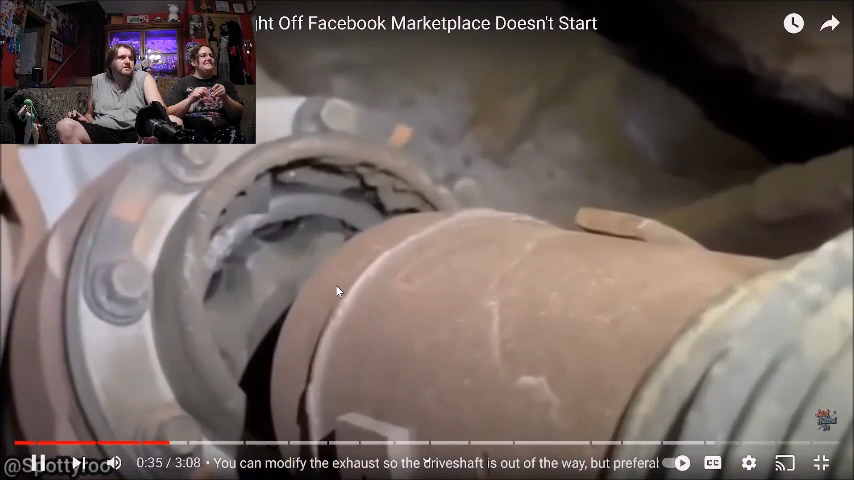 ght Off Facebook Marketplace Doesn't Start
0:35 / 3:08 • You can modify the exhaust so the driveshaft is out of the way, but preferal
CC